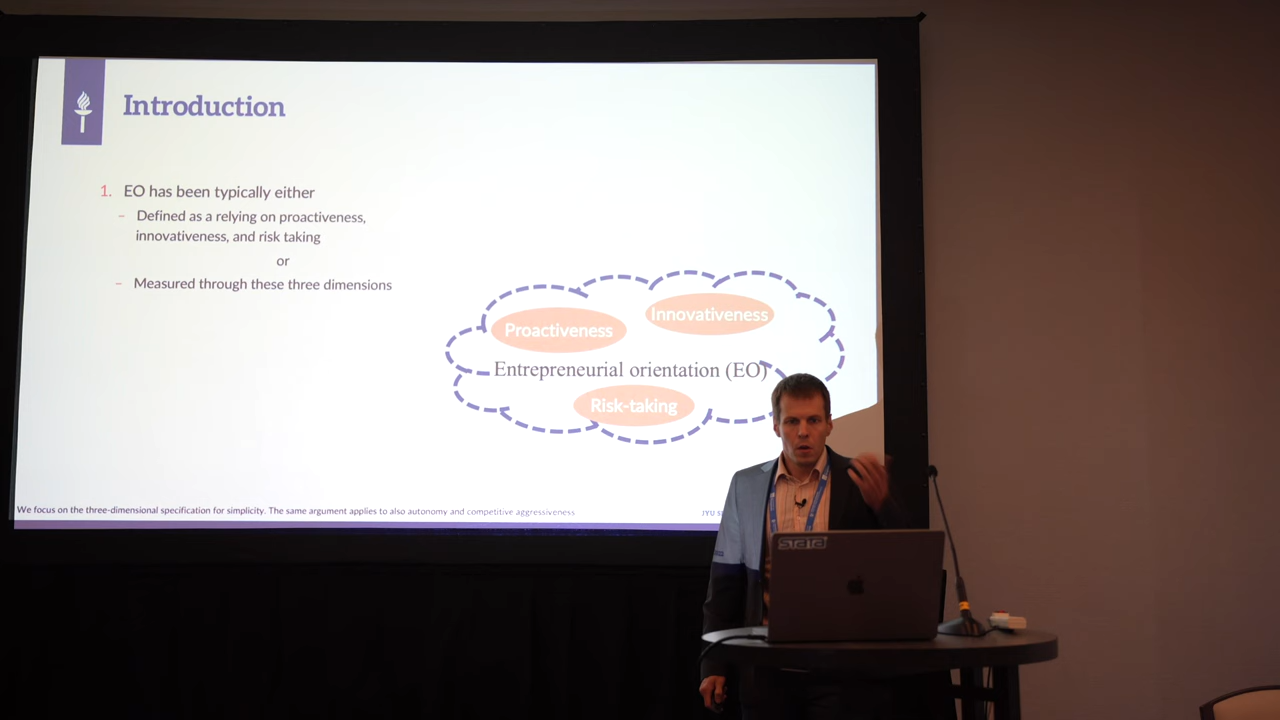 Introduction
1. EO has been typically either
– Defined as a relying on proactiveness,
innovativeness, and risk taking
or
– Measured through these three dimensions
Innovativeness
Proactiveness
Entrepreneurial orientation (EO)
Risk-taking
We focus on the three-dimensional specification for simplicity. The same argument applies to also autonomy and competitive aggressiveness
JYU
STATA